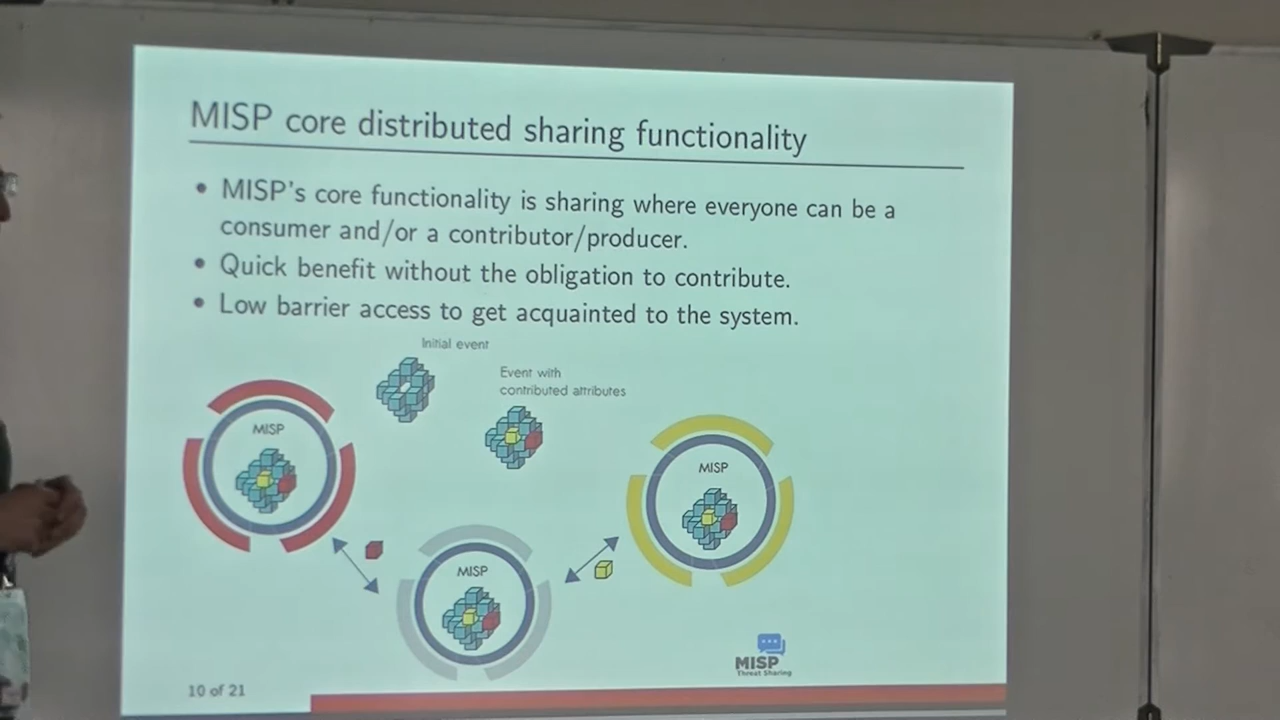 MISP core distributed sharing functionality
• MISP's core functionality is sharing where everyone can be a
consumer and/or a contributor/producer.
• Quick benefit without the obligation to contribute.
• Low barrier access to get acquainted to the system.
Initial event
Event with
contributed attributes
MISP
MISP
MISP
MISP
Threat Sharing
10 of 21